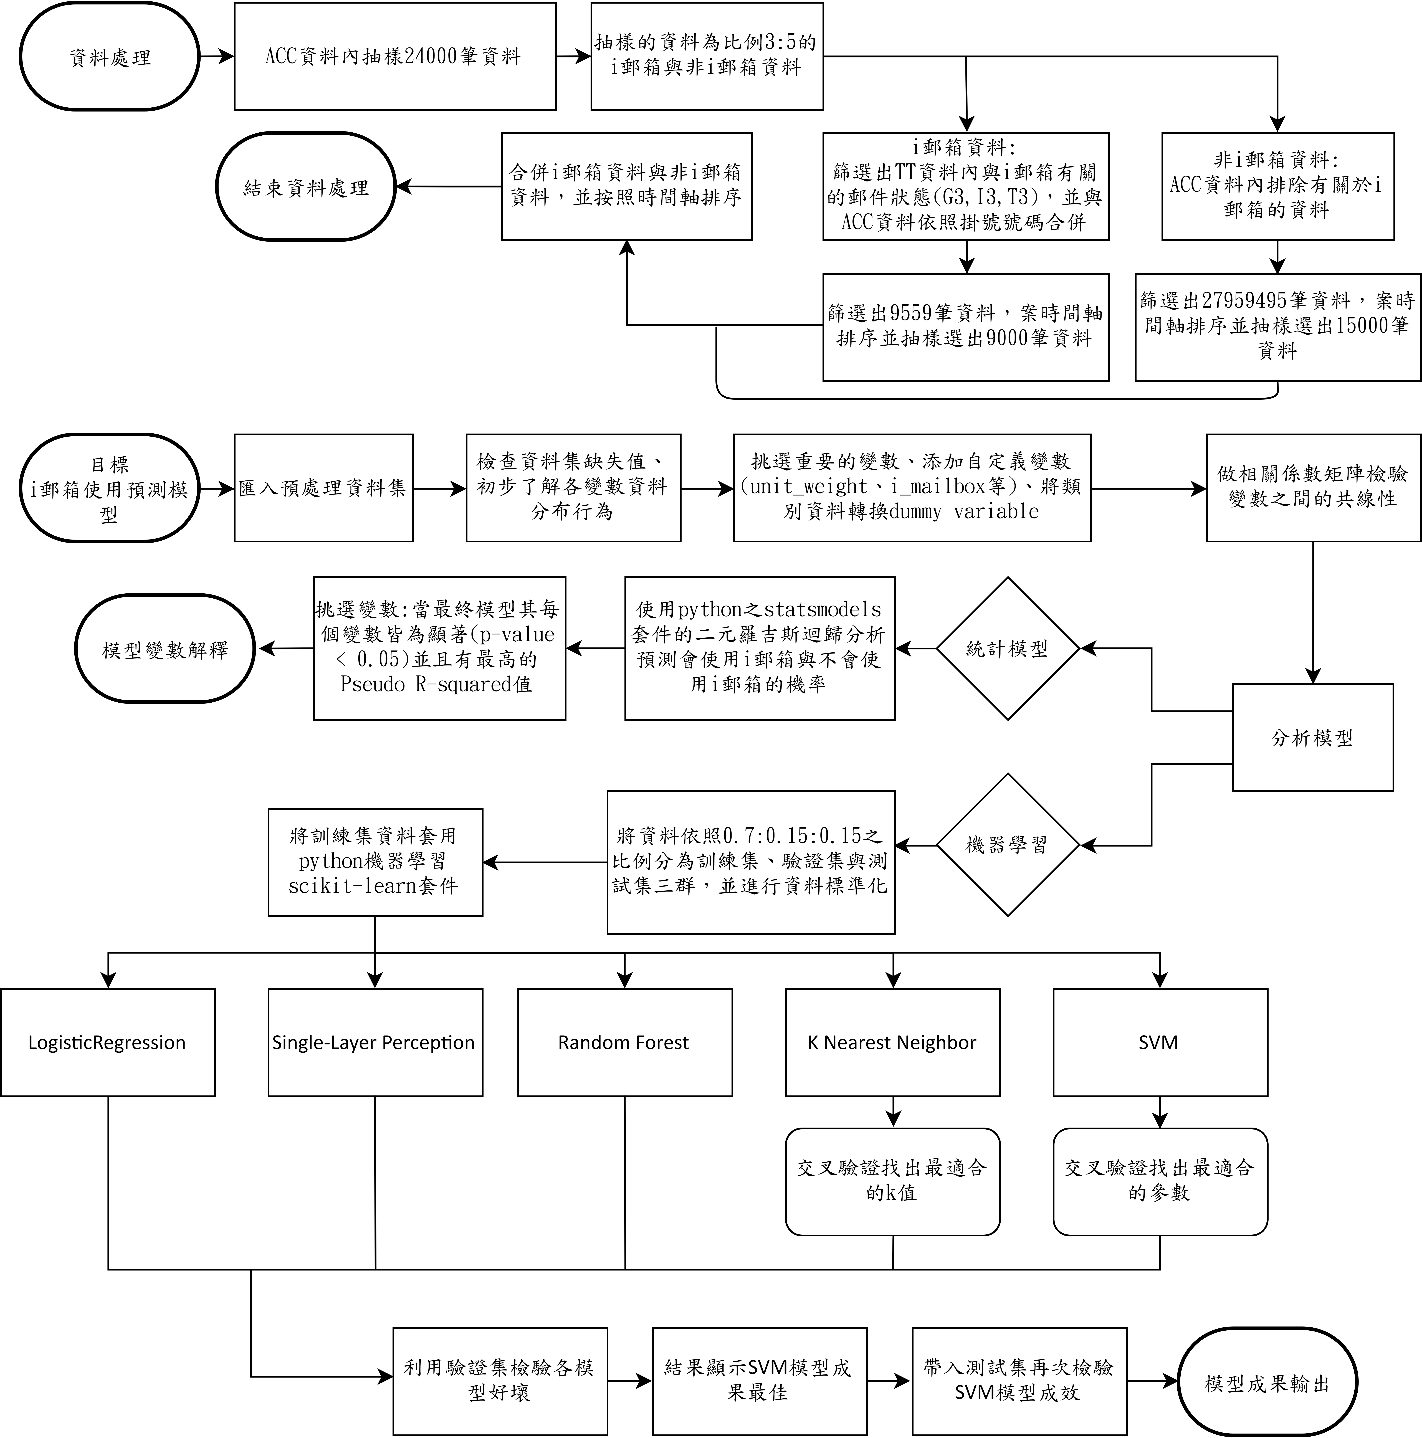 資料處理
ACC資料內抽樣24000筆資料
抽樣的資料為比例3:5的
i郵箱與非i郵箱資料
i郵箱資料:
篩選出TT資料內與i郵箱有關
的郵件狀態(G3,I3,T3)，並與
ACC資料依照掛號號碼合併
非i郵箱資料:
ACC資料內排除有關於i
郵箱的資料
合併i郵箱資料與非i郵箱
資料，並按照時間軸排序
結束資料處理
篩選出9559筆資料，案時間軸
排序並抽樣選出9000筆資料
篩選出27959495筆資料，案時
間軸排序並抽樣選出15000筆
資料
目標
i郵箱使用預測模
型
匯入預處理資料集
檢查資料集缺失值、
初步了解各變數資料
分布行為
挑選重要的變數、添加自定義變數
(unit_weight、i_mailbox等)、將類
別資料轉換dummy variable
做相關係數矩陣檢驗
變數之間的共線性
分析模型
統計模型
使用python之statsmodels
套件的二元羅吉斯迴歸分析
預測會使用i郵箱與不會使
用i郵箱的機率
挑選變數:當最終模型其每
個變數皆為顯著(p-value
< 0.05)並且有最高的
Pseudo R-squared值
模型變數解釋
機器學習
將資料依照0.7:0.15:0.15之
比例分為訓練集、驗證集與測
試集三群，並進行資料標準化
將訓練集資料套用
python機器學習
scikit-learn套件
LogisticRegression
Single-Layer Perception
Random Forest
K Nearest Neighbor
SVM
交叉驗證找出最適合
的k值
交叉驗證找出最適合
的參數
利用驗證集檢驗各模
型好壞
結果顯示SVM模型成
果最佳
帶入測試集再次檢驗
SVM模型成效
模型成果輸出